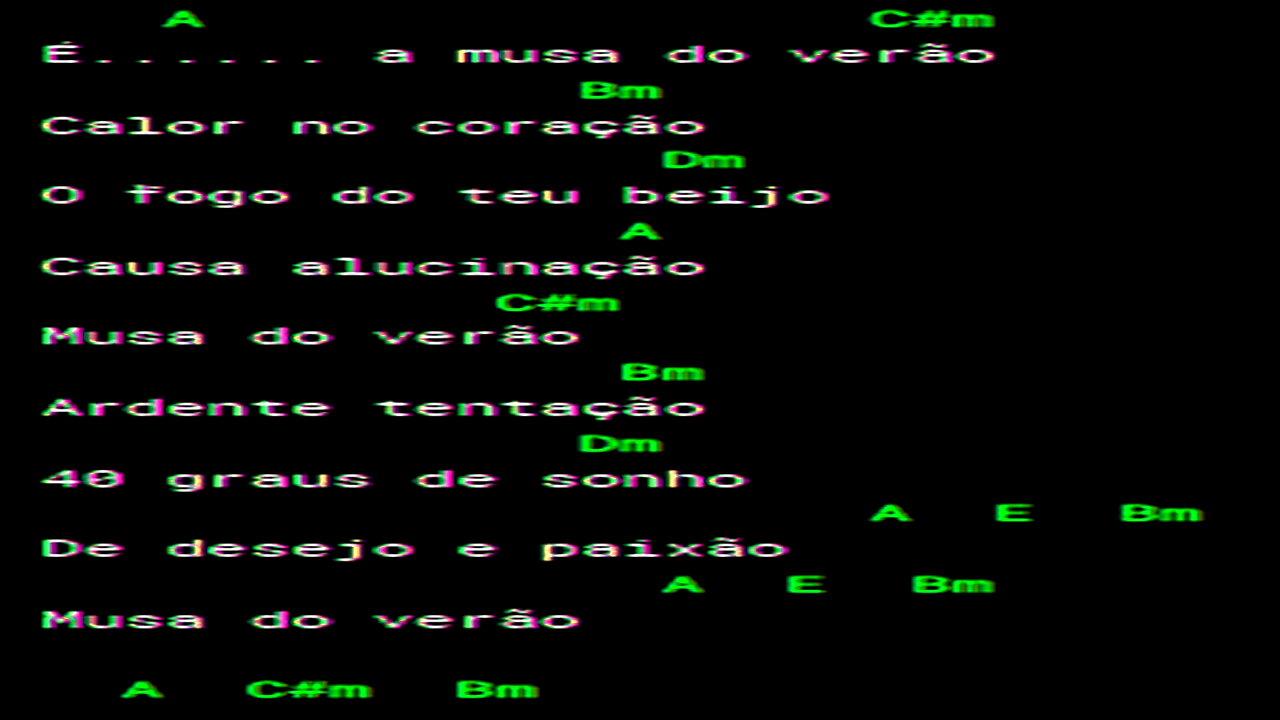 A C#m
É...... a musa do verão
Bm
Calor no coração
Dm
O fogo do teu beijo
A
Causa alucinação
C#m
Musa do verão
Bm
Ardente tentação
Dm
40 graus de sonho
A E Bm
De desejo e paixão
A E Bm
Musa do verão
A C#m Bm